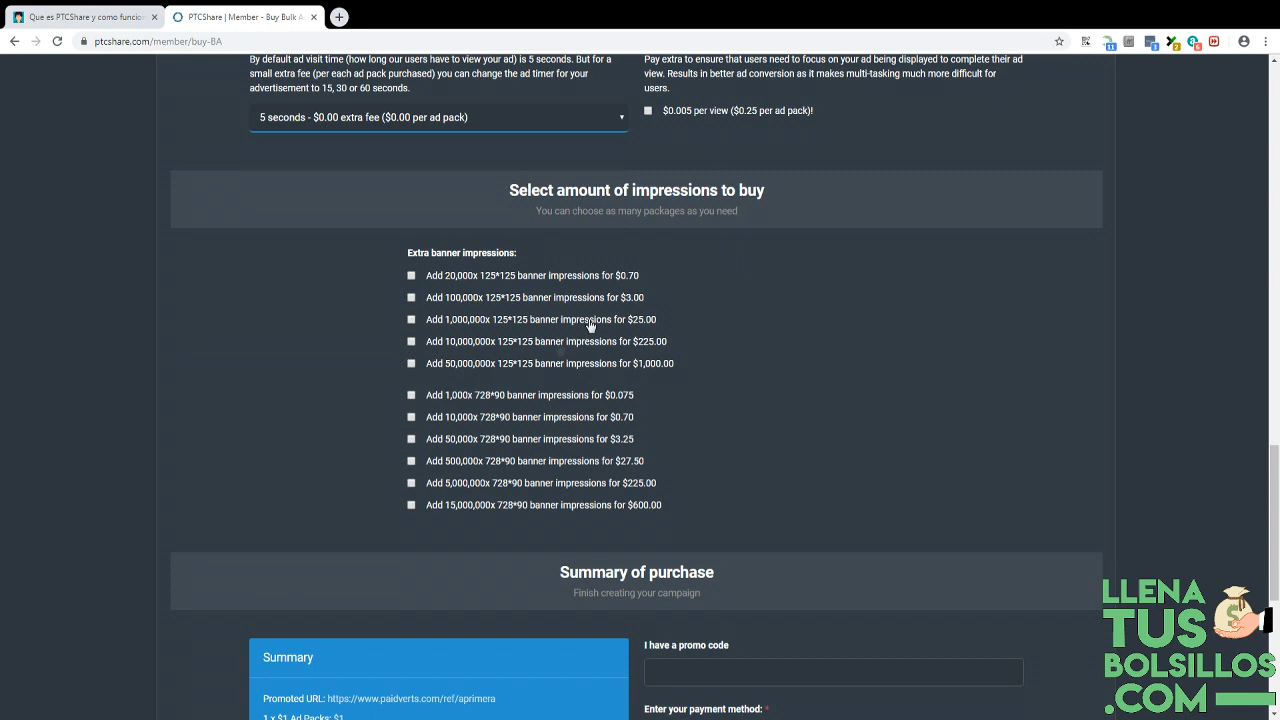 Que es PTCShare y como funcion
PTCShare | Member - Buy Bulk A
ptcshare.com/member/buy-BA
By default ad visit time (how long our users have to view your ad) is 5 seconds. But for a
small extra fee (per each ad pack purchased) you can change the ad timer for your
advertisement to 15, 30 or 60 seconds.
5 seconds - $0.00 extra fee ($0.00 per ad pack)
Pay extra to ensure that users need to focus on your ad being displayed to complete their ad
view. Results in better ad conversion as it makes multi-tasking much more difficult for
users.
$0.005 per view ($0.25 per ad pack)!
Select amount of impressions to buy
You can choose as many packages as you need
Extra banner impressions:
Add 20,000x 125*125 banner impressions for $0.70
Add 100,000x 125*125 banner impressions for $3.00
Add 1,000,000x 125*125 banner impressions for $25.00
Add 10,000,000x 125*125 banner impressions for $225.00
Add 50,000,000x 125*125 banner impressions for $1,000.00
Add 1,000x 728*90 banner impressions for $0.075
Add 10,000x 728*90 banner impressions for $0.70
Add 50,000x 728*90 banner impressions for $3.25
Add 500,000x 728*90 banner impressions for $27.50
Add 5,000,000x 728*90 banner impressions for $225.00
Add 15,000,000x 728*90 banner impressions for $600.00
Summary of purchase
Finish creating your campaign
Summary
Promoted URL: https://www.paidverts.com/ref/aprimera
1 x $1 Ad Packs: $1
I have a promo code
Enter your payment method: *
LLENA
TUS
BOLSILLOS
.COM